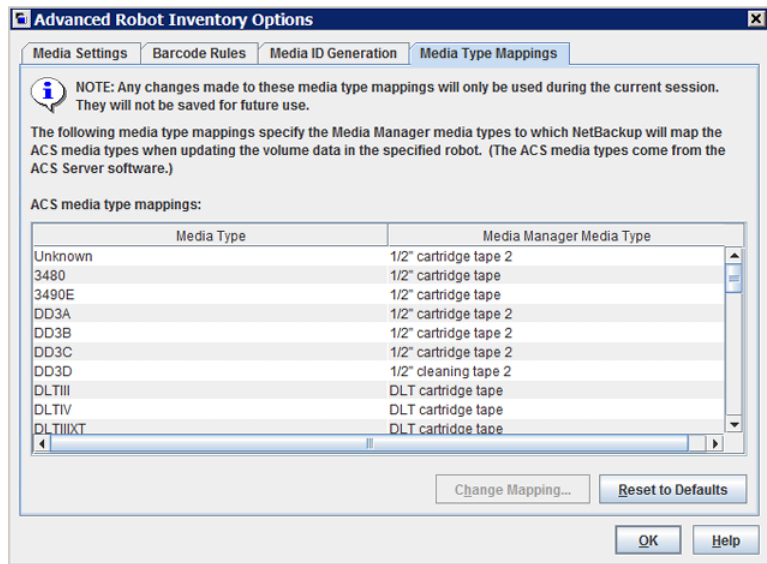 Advanced Robot Inventory Options
Media Settings Barcode Rules Media ID Generation Media Type Mappings
NOTE: Any changes made to these media type mappings will only be used during the current session.
They will not be saved for future use.
The following media type mappings specify the Media Manager media types to which NetBackup will map the
ACS media types when updating the volume data in the specified robot. (The ACS media types come from the
ACS Server software.)
ACS media type mappings:
Media Type Media Manager Media Type
Unknown 1/2" cartridge tape 2
3480 1/2" cartridge tape
3490E 1/2" cartridge tape
DD3A 1/2" cartridge tape 2
DD3B 1/2" cartridge tape 2
DD3C 1/2" cartridge tape 2
DD3D 1/2" cleaning tape 2
DLTIII DLT cartridge tape
DLTIV DLT cartridge tape
DLTIIIXT DLT cartridge tape
Change Mapping... Reset to Defaults
OK Help